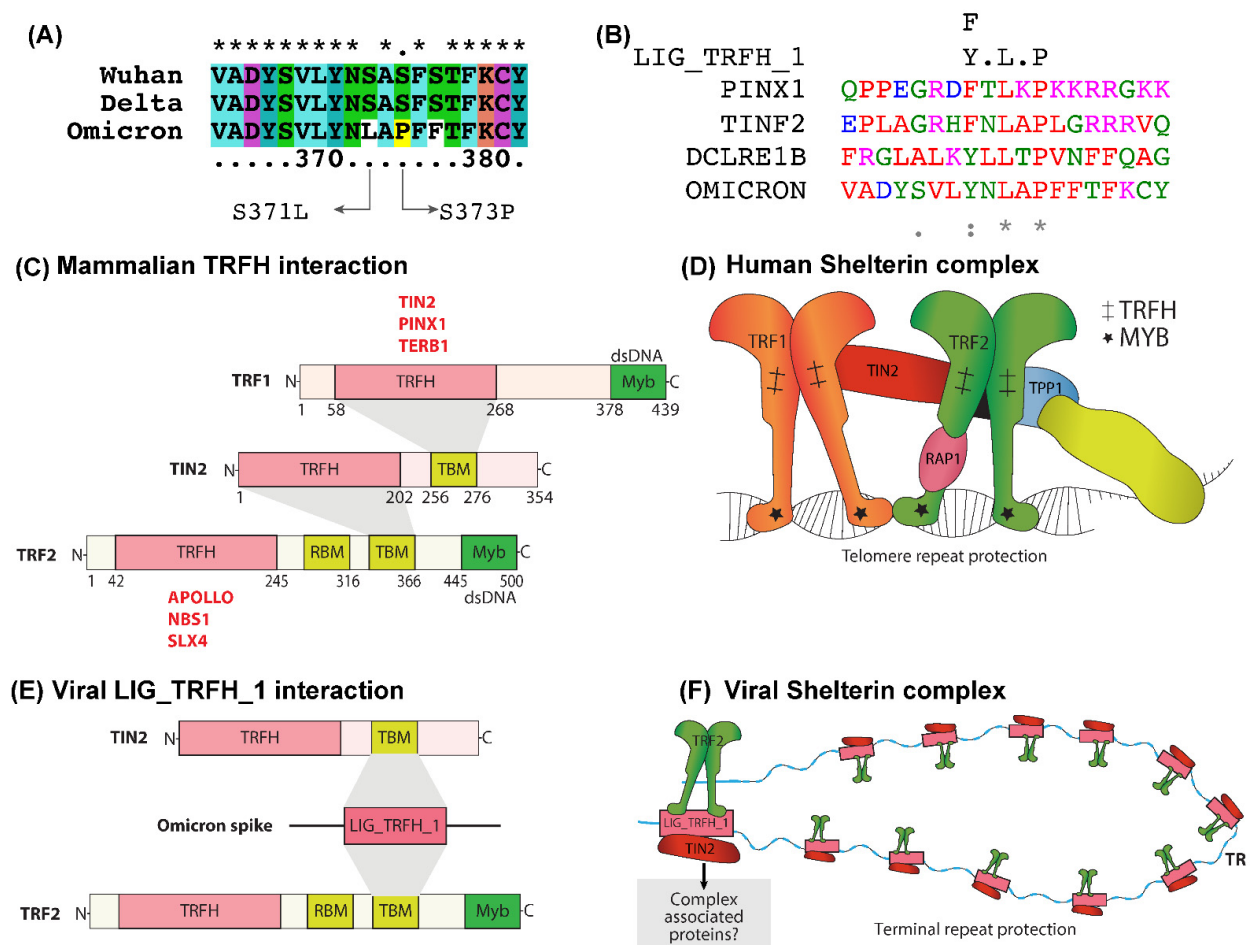 (A)
********* *.* *****
Wuhan VADYSVLYNSASFSTFKCY
Delta VADYSVLYNSASFSTFKCY
Omicron VADYSVLYNLAPFFTFKCY
.....370.........380.
S371L S373P
(B)
F
LIG_TRFH_1 Y.L.P
PINX1 QPPEGRDFTLKPKKRRGKK
TINF2 EPLAGRHFNLAPLGRRRVQ
DCLRE1B FRGLALKYLLTPVNFFQAG
OMICRON VADYSVLYNLAPFFTFKCY
. : * *
(C) Mammalian TRFH interaction
TIN2
PINX1
TERB1
dsDNA
TRF1 N TRFH Myb C
1 58 268 378 439
TIN2 N TRFH TBM C
1 202 256 276 354
TRF2 N TRFH RBM TBM Myb C
1 42 245 316 366 445 500
dsDNA
APOLLO
NBS1
SLX4
(D) Human Shelterin complex
‡ TRFH
★ MYB
TRF1 TRF2
TIN2 TPP1
RAP1
Telomere repeat protection
(E) Viral LIG_TRFH_1 interaction
TIN2 N TRFH TBM C
Omicron spike LIG_TRFH_1
TRF2 N TRFH RBM TBM Myb C
(F) Viral Shelterin complex
TRF2
LIG_TRFH_1
TIN2
TR
Complex
associated
proteins?
Terminal repeat protection